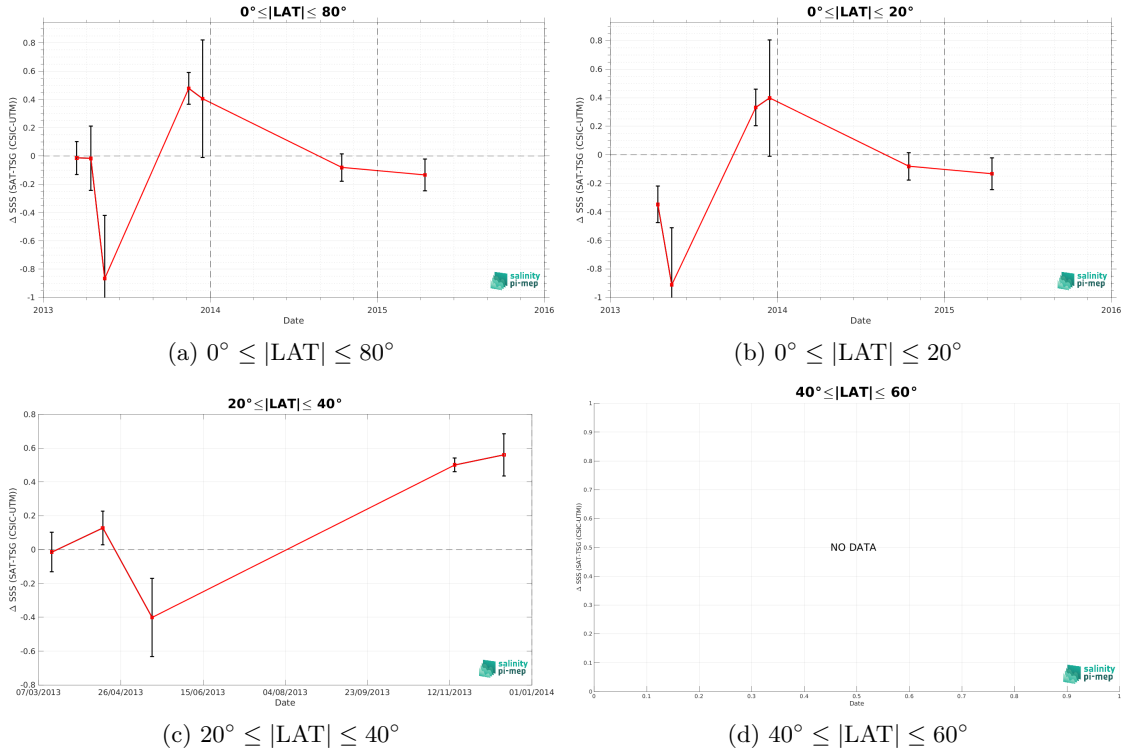 0°≤|LAT|≤ 80°
Δ SSS (SAT-TSG (CSIC-UTM))
0.8
0.6
0.4
0.2
0
-0.2
-0.4
-0.6
-0.8
-1
2013 2014 2015 2016
Date
salinity
pi-mep
(a) 0° ≤ |LAT| ≤ 80°
0°≤|LAT|≤ 20°
Δ SSS (SAT-TSG (CSIC-UTM))
0.8
0.6
0.4
0.2
0
-0.2
-0.4
-0.6
-0.8
-1
2013 2014 2015 2016
Date
salinity
pi-mep
(b) 0° ≤ |LAT| ≤ 20°
20°≤|LAT|≤ 40°
Δ SSS (SAT-TSG (CSIC-UTM))
0.8
0.6
0.4
0.2
0
-0.2
-0.4
-0.6
-0.8
07/03/2013 26/04/2013 15/06/2013 04/08/2013 23/09/2013 12/11/2013 01/01/2014
Date
salinity
pi-mep
(c) 20° ≤ |LAT| ≤ 40°
40°≤|LAT|≤ 60°
Δ SSS (SAT-TSG (CSIC-UTM))
1
0.9
0.8
0.7
0.6
0.5
0.4
0.3
0.2
0.1
0
NO DATA
0 0.1 0.2 0.3 0.4 0.5 0.6 0.7 0.8 0.9 1
Date
salinity
pi-mep
(d) 40° ≤ |LAT| ≤ 60°